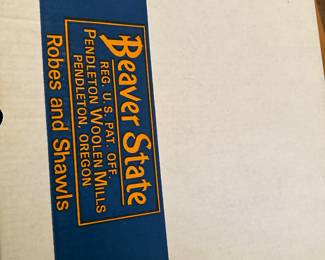 Beaver State
REG. U.S. PAT. OFF.
PENDLETON WOOLEN MILLS
PENDLETON, OREGON
Robes and Shawls